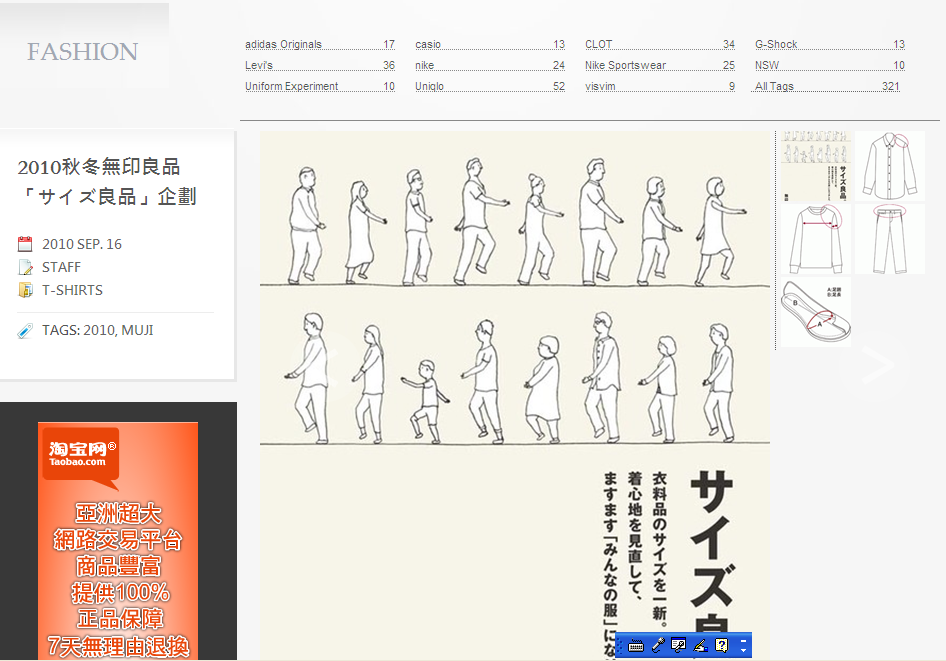 FASHION
adidas Originals 17
casio 13
CLOT 34
G-Shock 13
Levi's 36
nike 24
Nike Sportswear 25
NSW 10
Uniform Experiment 10
Uniqlo 52
visvim 9
All Tags 321
2010秋冬無印良品
「サイズ良品」企劃
2010 SEP. 16
STAFF
T-SHIRTS
TAGS: 2010, MUJI
淘宝网®
Taobao.com
亞洲超大
網路交易平台
商品豐富
提供100%
正品保障
7天無理由退換
サイズ良
衣料品のサイズを一新。
着心地を見直して、
ますます「みんなの服」にな
サイズ良品。
A:足囲
B:足長
B
A